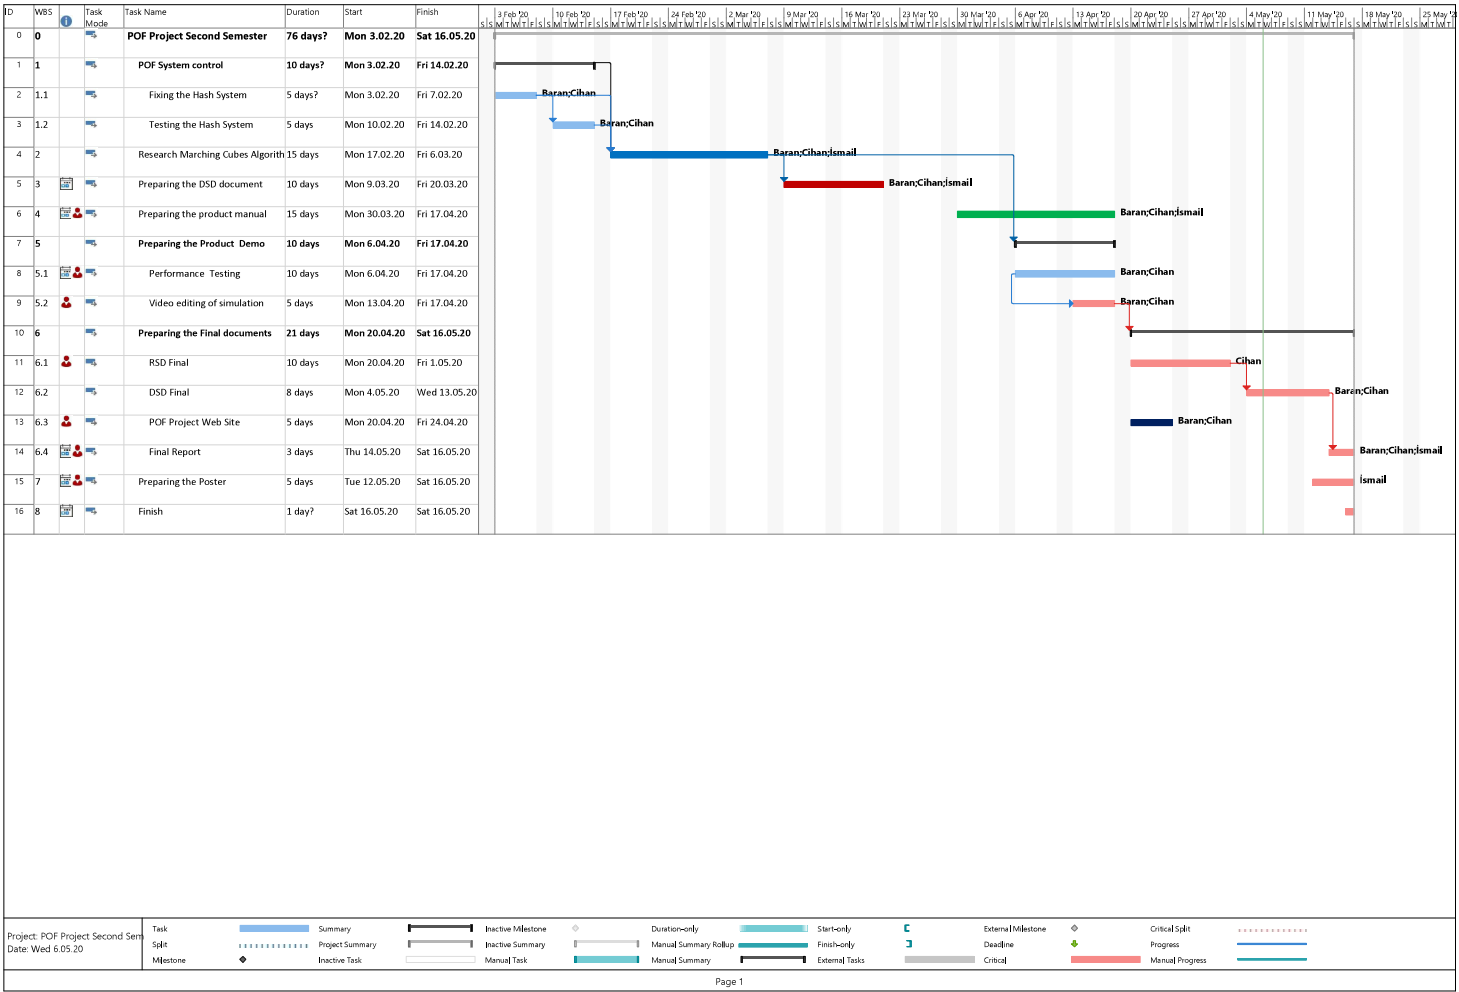 ID WBS Task Mode Task Name Duration Start Finish
3 Feb '20 10 Feb '20 17 Feb '20 24 Feb '20 2 Mar '20 9 Mar '20 16 Mar '20 23 Mar '20 30 Mar '20 6 Apr '20 13 Apr '20 20 Apr '20 27 Apr '20 4 May '20 11 May '20 18 May '20 25 May '2
S S M T W T F S S M T W T F S S M T W T F S S M T W T F S S M T W T F S S M T W T F S S M T W T F S S M T W T F S S M T W T F S S M T W T F S S M T W T F S S M T W T F S S M T W T F S S M T W T F S S M T W T F S S M T W T F S S M T W T
0 0 POF Project Second Semester 76 days? Mon 3.02.20 Sat 16.05.20
1 1 POF System control 10 days? Mon 3.02.20 Fri 14.02.20
2 1.1 Fixing the Hash System 5 days? Mon 3.02.20 Fri 7.02.20 Baran;Cihan
3 1.2 Testing the Hash System 5 days Mon 10.02.20 Fri 14.02.20 Baran;Cihan
4 2 Research Marching Cubes Algorith 15 days Mon 17.02.20 Fri 6.03.20 Baran;Cihan;İsmail
5 3 Preparing the DSD document 10 days Mon 9.03.20 Fri 20.03.20 Baran;Cihan;İsmail
6 4 Preparing the product manual 15 days Mon 30.03.20 Fri 17.04.20 Baran;Cihan;İsmail
7 5 Preparing the Product Demo 10 days Mon 6.04.20 Fri 17.04.20
8 5.1 Performance Testing 10 days Mon 6.04.20 Fri 17.04.20 Baran;Cihan
9 5.2 Video editing of simulation 5 days Mon 13.04.20 Fri 17.04.20 Baran;Cihan
10 6 Preparing the Final documents 21 days Mon 20.04.20 Sat 16.05.20
11 6.1 RSD Final 10 days Mon 20.04.20 Fri 1.05.20 Cihan
12 6.2 DSD Final 8 days Mon 4.05.20 Wed 13.05.20 Baran;Cihan
13 6.3 POF Project Web Site 5 days Mon 20.04.20 Fri 24.04.20 Baran;Cihan
14 6.4 Final Report 3 days Thu 14.05.20 Sat 16.05.20 Baran;Cihan;İsmail
15 7 Preparing the Poster 5 days Tue 12.05.20 Sat 16.05.20 İsmail
16 8 Finish 1 day? Sat 16.05.20 Sat 16.05.20
Project: POF Project Second Sem
Date: Wed 6.05.20
Task Summary Inactive Milestone Duration-only Start-only External Milestone Critical Split
Split Project Summary Inactive Summary Manual Summary Rollup Finish-only Deadline Progress
Milestone Inactive Task Manual Task Manual Summary External Tasks Critical Manual Progress
Page 1